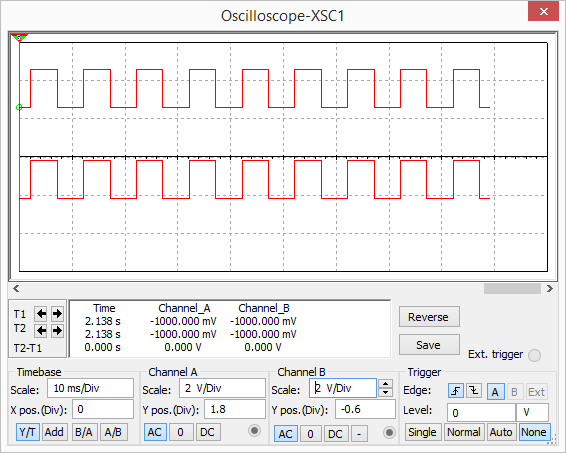 Oscilloscope-XSC1
T1
T2
T2-T1
Time Channel_A Channel_B
2.138 s -1000.000 mV -1000.000 mV
2.138 s -1000.000 mV -1000.000 mV
0.000 s 0.000 V 0.000 V
Reverse
Save
Ext. trigger
Timebase
Scale: 10 ms/Div
X pos.(Div): 0
Y/T Add B/A A/B
Channel A
Scale: 2 V/Div
Y pos.(Div): 1.8
AC 0 DC
Channel B
Scale: 2 V/Div
Y pos.(Div): -0.6
AC 0 DC -
Trigger
Edge: A B Ext
Level: 0 V
Single Normal Auto None